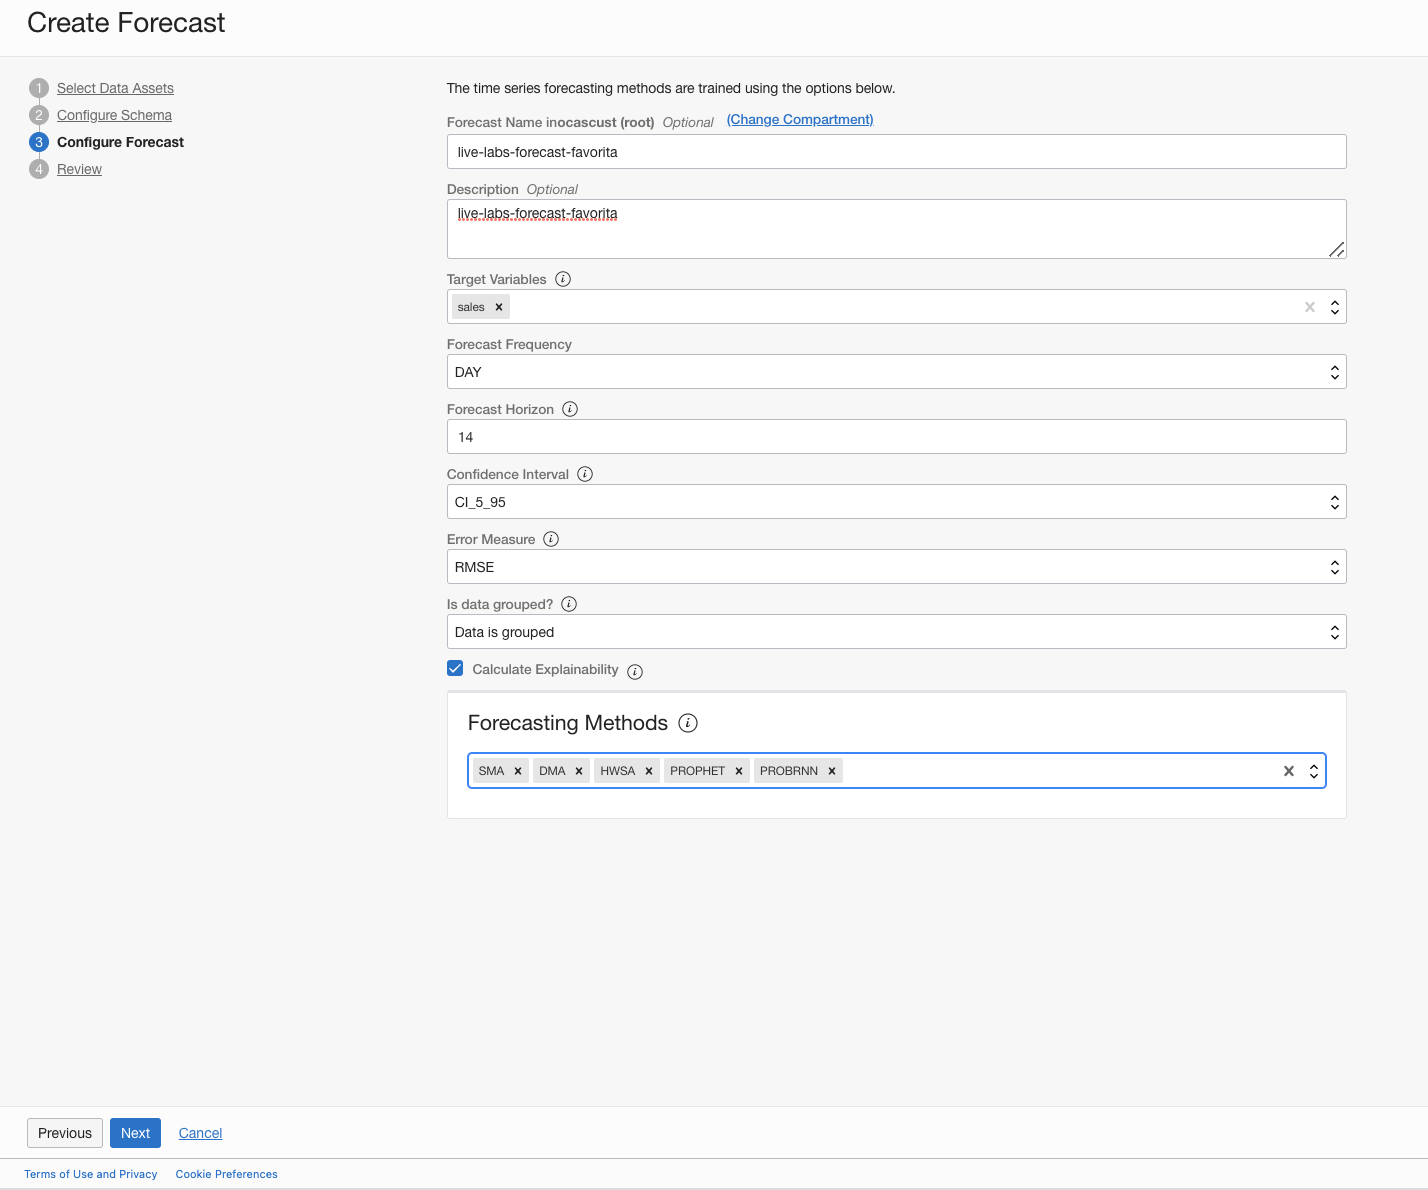 Create Forecast
1 Select Data Assets
2 Configure Schema
3 Configure Forecast
4 Review
The time series forecasting methods are trained using the options below.
Forecast Name inocascust (root) Optional (Change Compartment)
live-labs-forecast-favorita
Description Optional
live-labs-forecast-favorita
Target Variables i
sales x
Forecast Frequency
DAY
Forecast Horizon i
14
Confidence Interval i
CI_5_95
Error Measure i
RMSE
Is data grouped? i
Data is grouped
Calculate Explainability i
Forecasting Methods i
SMA x DMA x HWSA x PROPHET x PROBRNN x
Previous Next Cancel
Terms of Use and Privacy Cookie Preferences